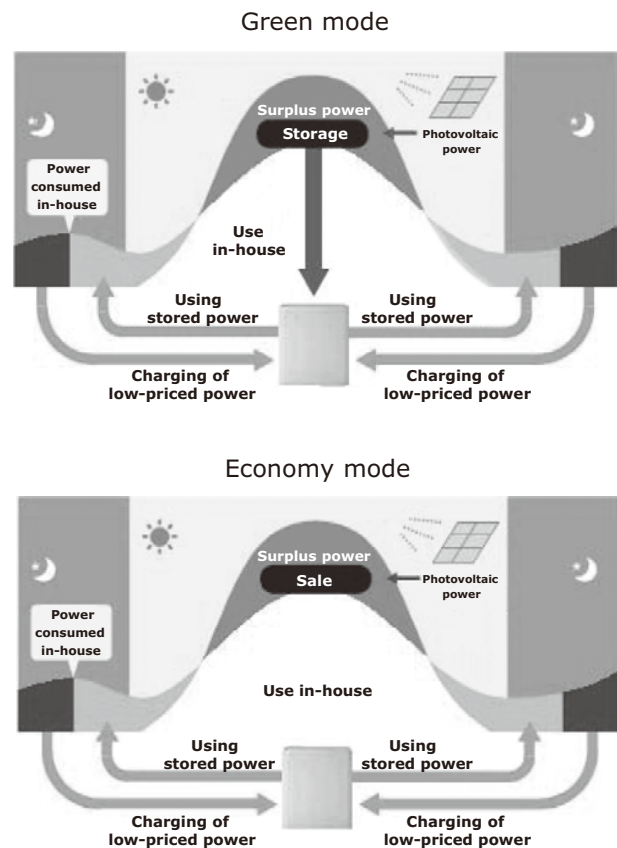 Green mode
Surplus power
Storage
Photovoltaic
power
Power
consumed
in-house
Use
in-house
Using
stored power
Using
stored power
Charging of
low-priced power
Charging of
low-priced power
Economy mode
Surplus power
Sale
Photovoltaic
power
Power
consumed
in-house
Use in-house
Using
stored power
Using
stored power
Charging of
low-priced power
Charging of
low-priced power